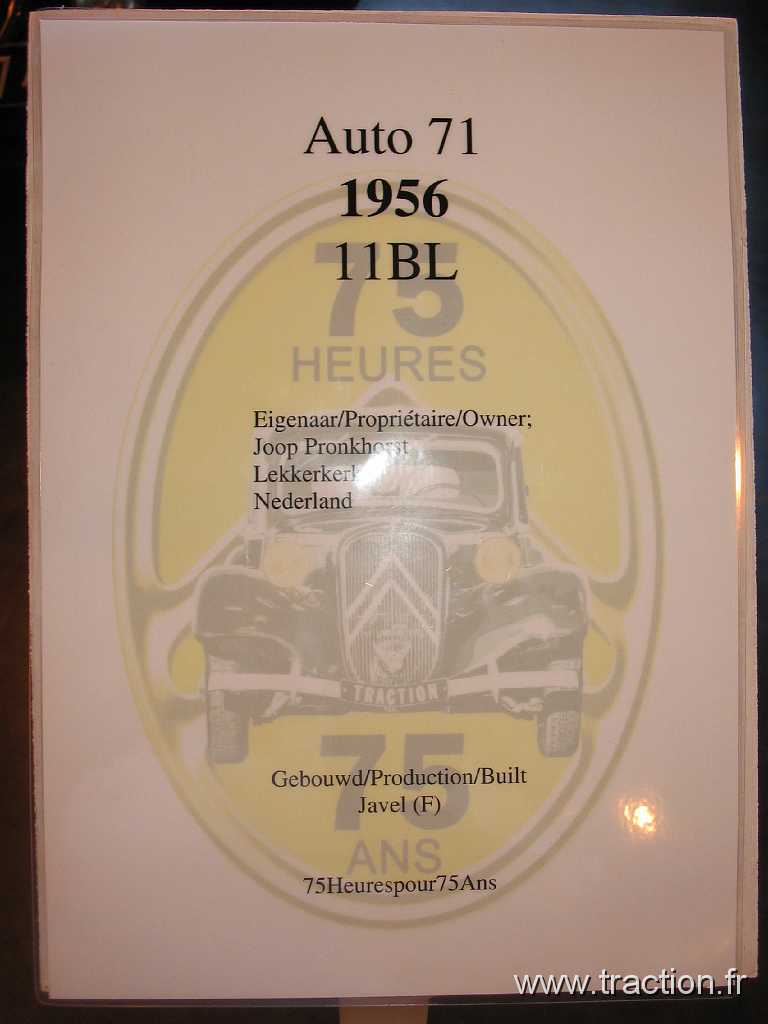 Auto 71
1956
11BL
75
HEURES
Eigenaar/Propriétaire/Owner;
Joop Pronkhorst
Lekkerkerk
Nederland
TRACTION
75
Gebouwd/Production/Built
Javel (F)
ANS
75Heurespour75Ans
www.traction.fr